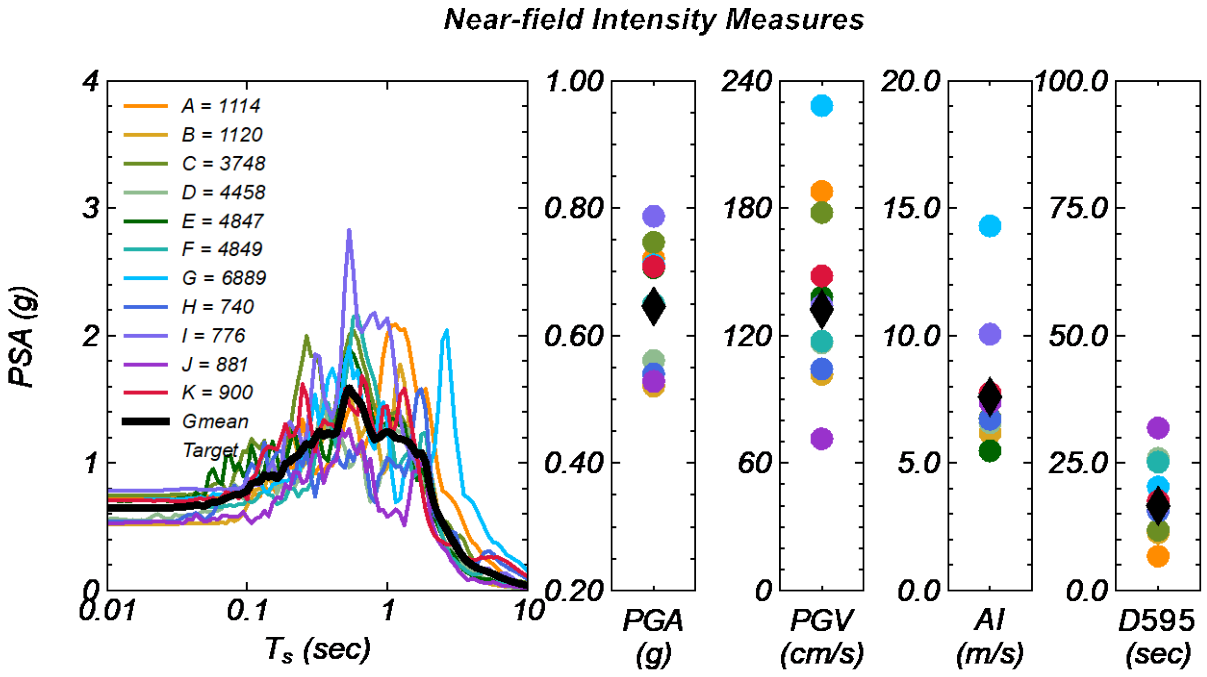 Near-field Intensity Measures
PSA (g)
4
3
2
1
0
0.01
0.1
1
10
T_s (sec)
A = 1114
B = 1120
C = 3748
D = 4458
E = 4847
F = 4849
G = 6889
H = 740
I = 776
J = 881
K = 900
Gmean
Target
1.00
0.80
0.60
0.40
0.20
PGA
(g)
240
180
120
60
0
PGV
(cm/s)
20.0
15.0
10.0
5.0
0.0
AI
(m/s)
100.0
75.0
50.0
25.0
0.0
D595
(sec)